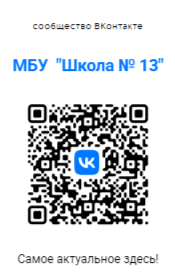 сообщество ВКонтакте
МБУ "Школа № 13"
Самое актуальное здесь!